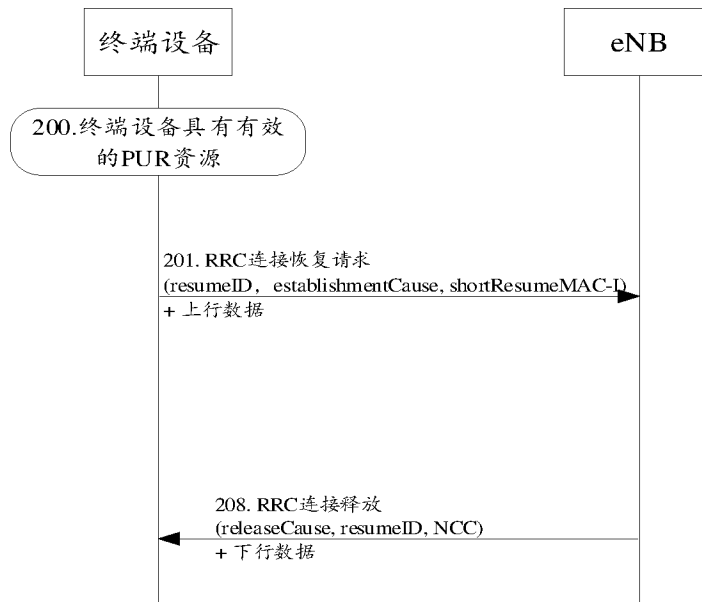 终端设备
eNB
200.终端设备具有有效
的PUR资源
201. RRC连接恢复请求
(resumeID, establishmentCause, shortResumeMAC-I)
+ 上行数据
208. RRC连接释放
(releaseCause, resumeID, NCC)
+ 下行数据